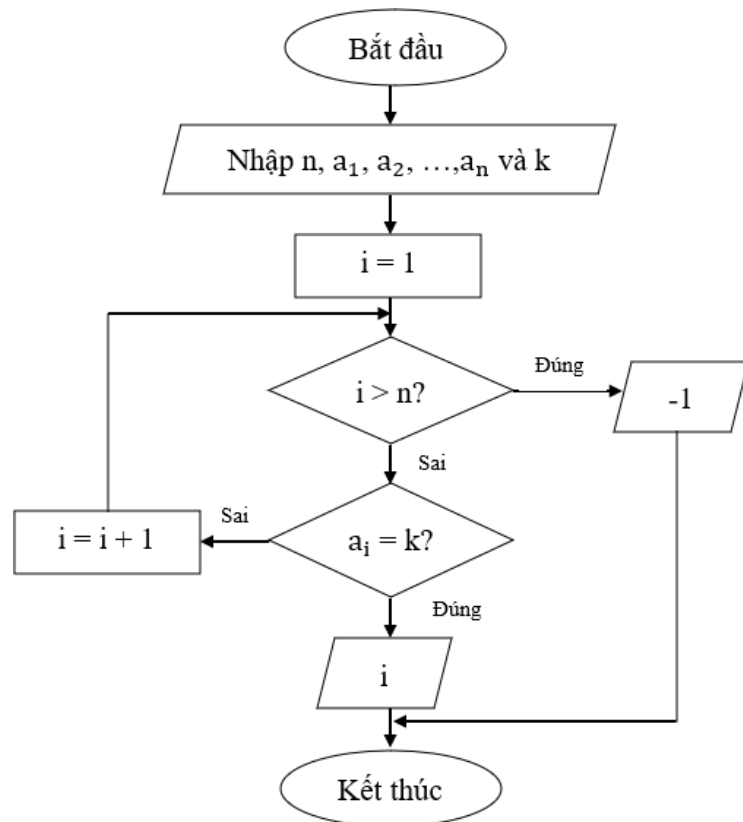 Bắt đầu
Nhập n, a₁, a₂, …,aₙ và k
i = 1
i > n?
Đúng
-1
Sai
aᵢ = k?
Sai
i = i + 1
Đúng
i
Kết thúc